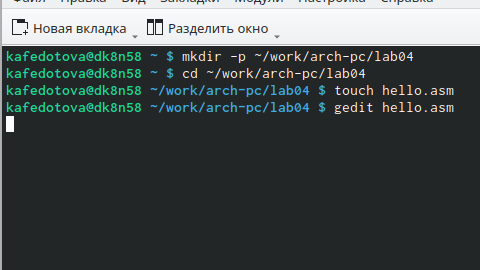 Файл Правка Вид Закладки Модули Настройка Справка
Новая вкладка Разделить окно
kafedotova@dk8n58 ~ $ mkdir -p ~/work/arch-pc/lab04
kafedotova@dk8n58 ~ $ cd ~/work/arch-pc/lab04
kafedotova@dk8n58 ~/work/arch-pc/lab04 $ touch hello.asm
kafedotova@dk8n58 ~/work/arch-pc/lab04 $ gedit hello.asm